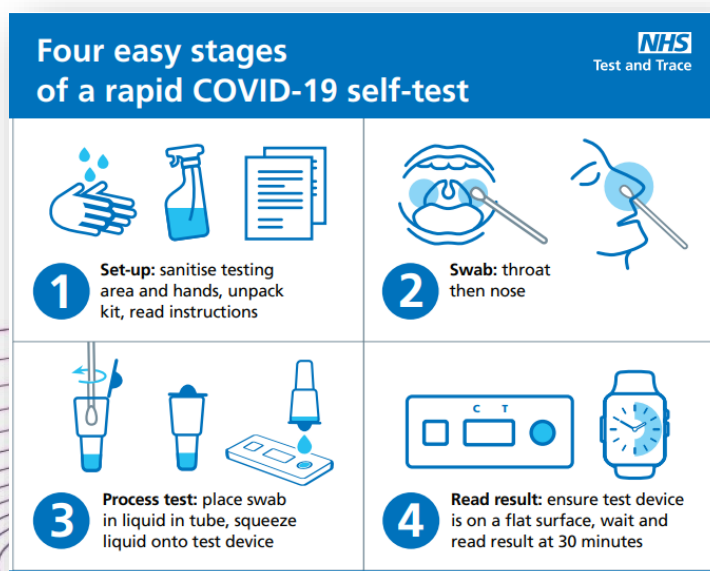 Four easy stages
of a rapid COVID-19 self-test
NHS
Test and Trace
1
Set-up: sanitise testing
area and hands, unpack
kit, read instructions
2
Swab: throat
then nose
3
Process test: place swab
in liquid in tube, squeeze
liquid onto test device
C T
4
Read result: ensure test device
is on a flat surface, wait and
read result at 30 minutes